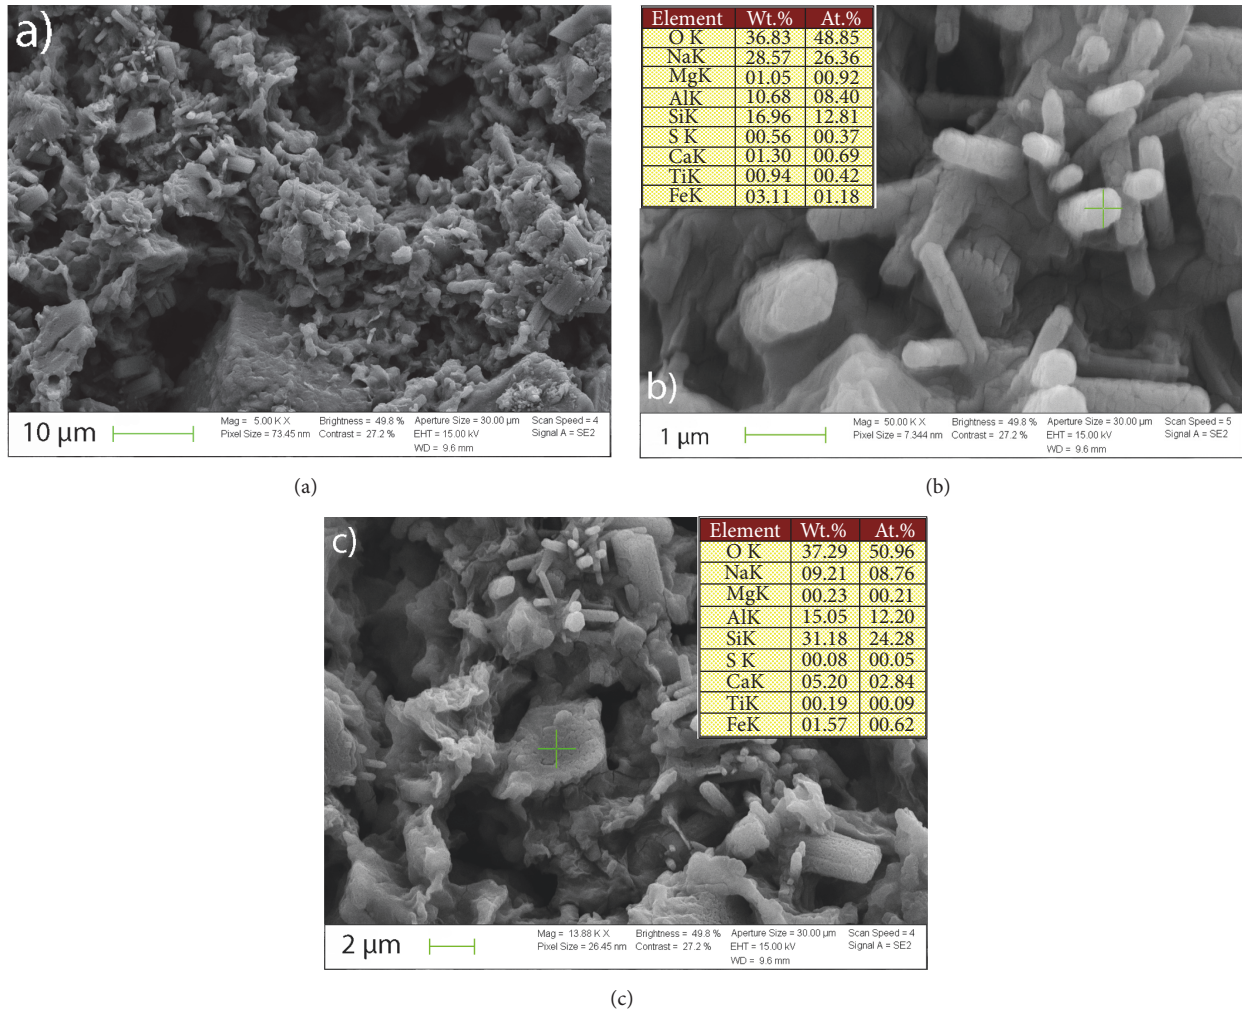 a)
10 µm
Mag = 5.00 K X Brightness = 49.8 % Aperture Size = 30.00 µm Scan Speed = 4
Pixel Size = 73.45 nm Contrast = 27.2 % EHT = 15.00 kV Signal A = SE2
WD = 9.6 mm
(a)
Element Wt.% At.%
O K 36.83 48.85
NaK 28.57 26.36
MgK 01.05 00.92
AlK 10.68 08.40
SiK 16.96 12.81
S K 00.56 00.37
CaK 01.30 00.69
TiK 00.94 00.42
FeK 03.11 01.18
b)
1 µm
Mag = 50.00 K X Brightness = 49.8 % Aperture Size = 30.00 µm Scan Speed = 5
Pixel Size = 7.344 nm Contrast = 27.2 % EHT = 15.00 kV Signal A = SE2
WD = 9.6 mm
(b)
c)
Element Wt.% At.%
O K 37.29 50.96
NaK 09.21 08.76
MgK 00.23 00.21
AlK 15.05 12.20
SiK 31.18 24.28
S K 00.08 00.05
CaK 05.20 02.84
TiK 00.19 00.09
FeK 01.57 00.62
2 µm
Mag = 13.88 K X Brightness = 49.8 % Aperture Size = 30.00 µm Scan Speed = 4
Pixel Size = 26.45 nm Contrast = 27.2 % EHT = 15.00 kV Signal A = SE2
WD = 9.6 mm
(c)